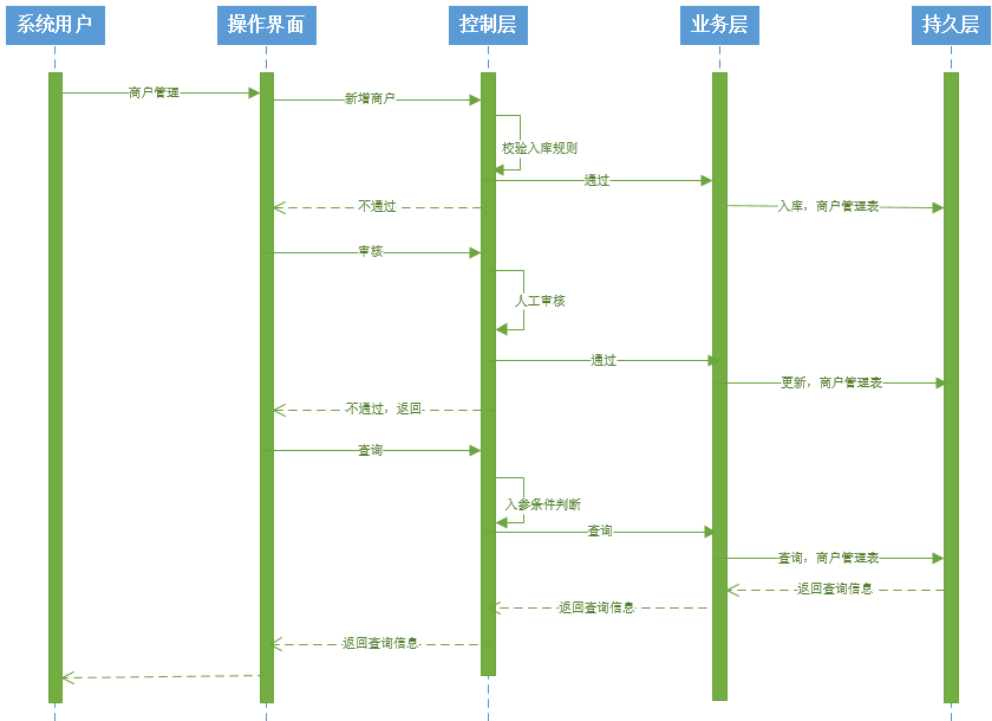 系统用户
操作界面
控制层
业务层
持久层
商户管理
新增商户
校验入库规则
通过
不通过
入库，商户管理表
审核
人工审核
通过
更新，商户管理表
不通过，返回
查询
入参条件判断
查询
查询，商户管理表
返回查询信息
返回查询信息
返回查询信息